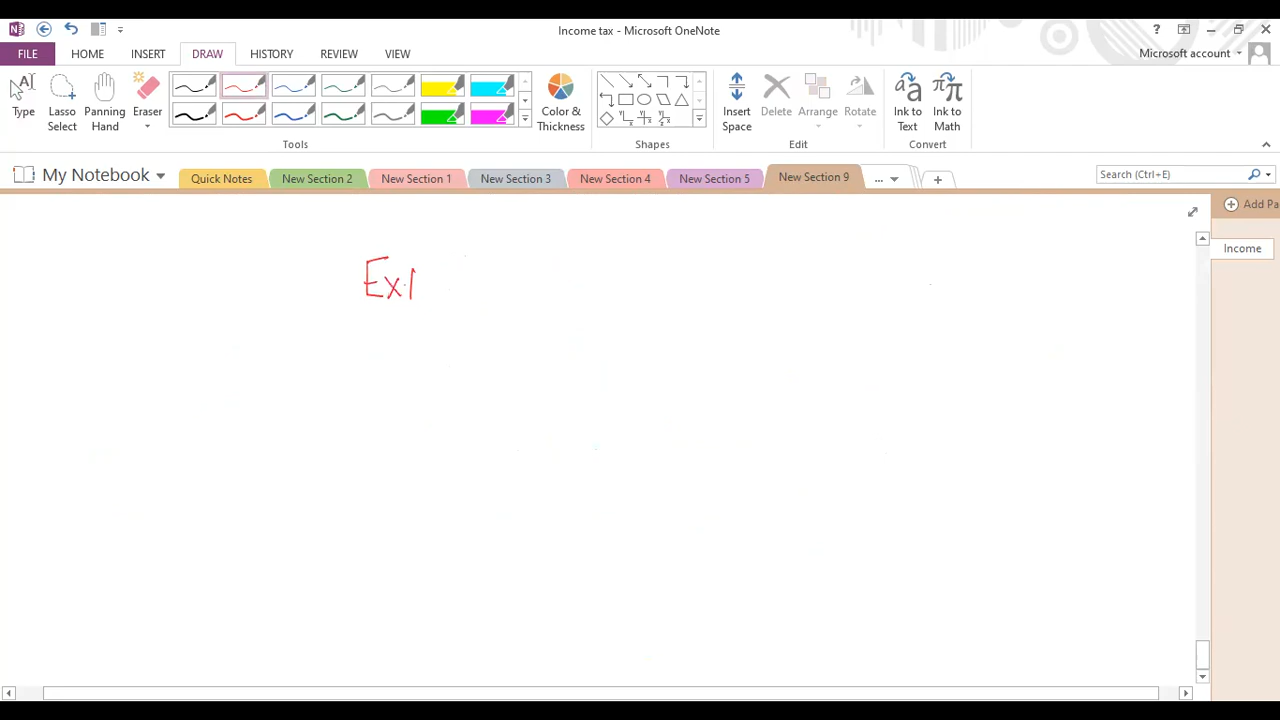 Income tax - Microsoft OneNote
?
FILE HOME INSERT DRAW HISTORY REVIEW VIEW Microsoft account
Type Lasso Select Panning Hand Eraser Color & Thickness Insert Space Delete Arrange Rotate Ink to Text Ink to Math
Tools Shapes Edit Convert
My Notebook Quick Notes New Section 2 New Section 1 New Section 3 New Section 4 New Section 5 New Section 9 ... Search (Ctrl+E)
Add Pa
Income
Ex1